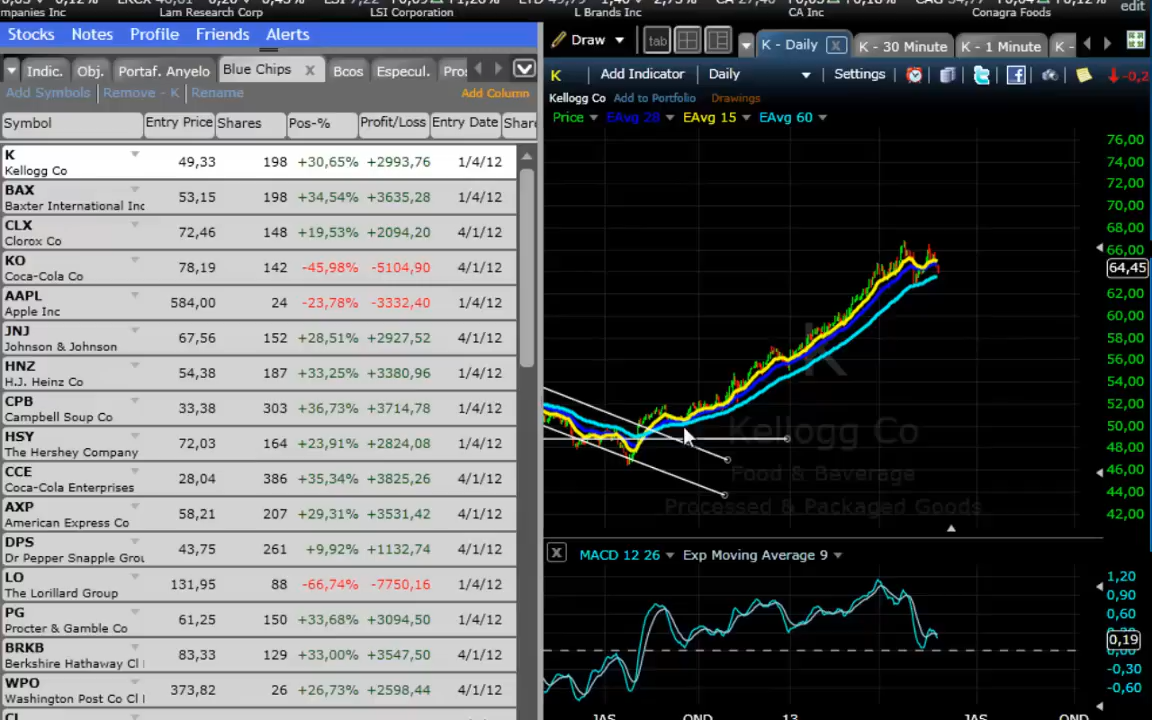 mpanies Inc
Lam Research Corp
LSI Corporation
L Brands Inc
CA Inc
Conagra Foods
edit
Stocks Notes Profile Friends Alerts
Indic. Obj. Portaf. Anyelo Blue Chips X Bcos Especul. Pros
Add Symbols Remove - K Rename Add Column
Symbol Entry Price Shares Pos-% Profit/Loss Entry Date Share
K 49,33 198 +30,65% +2993,76 1/4/12
Kellogg Co
BAX 53,15 198 +34,54% +3635,28 4/1/12
Baxter International Inc
CLX 72,46 148 +19,53% +2094,20 4/1/12
Clorox Co
KO 78,19 142 -45,98% -5104,90 4/1/12
Coca-Cola Co
AAPL 584,00 24 -23,78% -3332,40 4/1/12
Apple Inc
JNJ 67,56 152 +28,51% +2927,52 4/1/12
Johnson & Johnson
HNZ 54,38 187 +33,25% +3380,96 4/1/12
H.J. Heinz Co
CPB 33,38 303 +36,73% +3714,78 4/1/12
Campbell Soup Co
HSY 72,03 164 +23,91% +2824,08 4/1/12
The Hershey Company
CCE 28,04 386 +35,34% +3825,26 4/1/12
Coca-Cola Enterprises
AXP 58,21 207 +29,31% +3531,42 4/1/12
American Express Co
DPS 43,75 261 +9,92% +1132,74 4/1/12
Dr Pepper Snapple Grou
LO 131,95 88 -66,74% -7750,16 1/4/12
The Lorillard Group
PG 61,25 150 +33,68% +3094,50 1/4/12
Procter & Gamble Co
BRKB 83,33 129 +33,00% +3547,50 4/1/12
Berkshire Hathaway Cl
WPO 373,82 26 +26,73% +2598,44 4/1/12
Washington Post Co Cl
Draw tab K - Daily X K - 30 Minute K - 1 Minute K -
K Add Indicator Daily Settings -0,2
Kellogg Co Add to Portfolio Drawings
Price EAvg 28 EAvg 15 EAvg 60
76,00
74,00
72,00
70,00
68,00
66,00
64,45
62,00
60,00
58,00
56,00
54,00
52,00
50,00
48,00
46,00
44,00
42,00
K
Kellogg Co
Food & Beverage
Processed & Packaged Goods
X MACD 12 26 Exp Moving Average 9
1,20
0,90
0,60
0,19
-0,30
-0,60
JAS OND 13 JAS OND